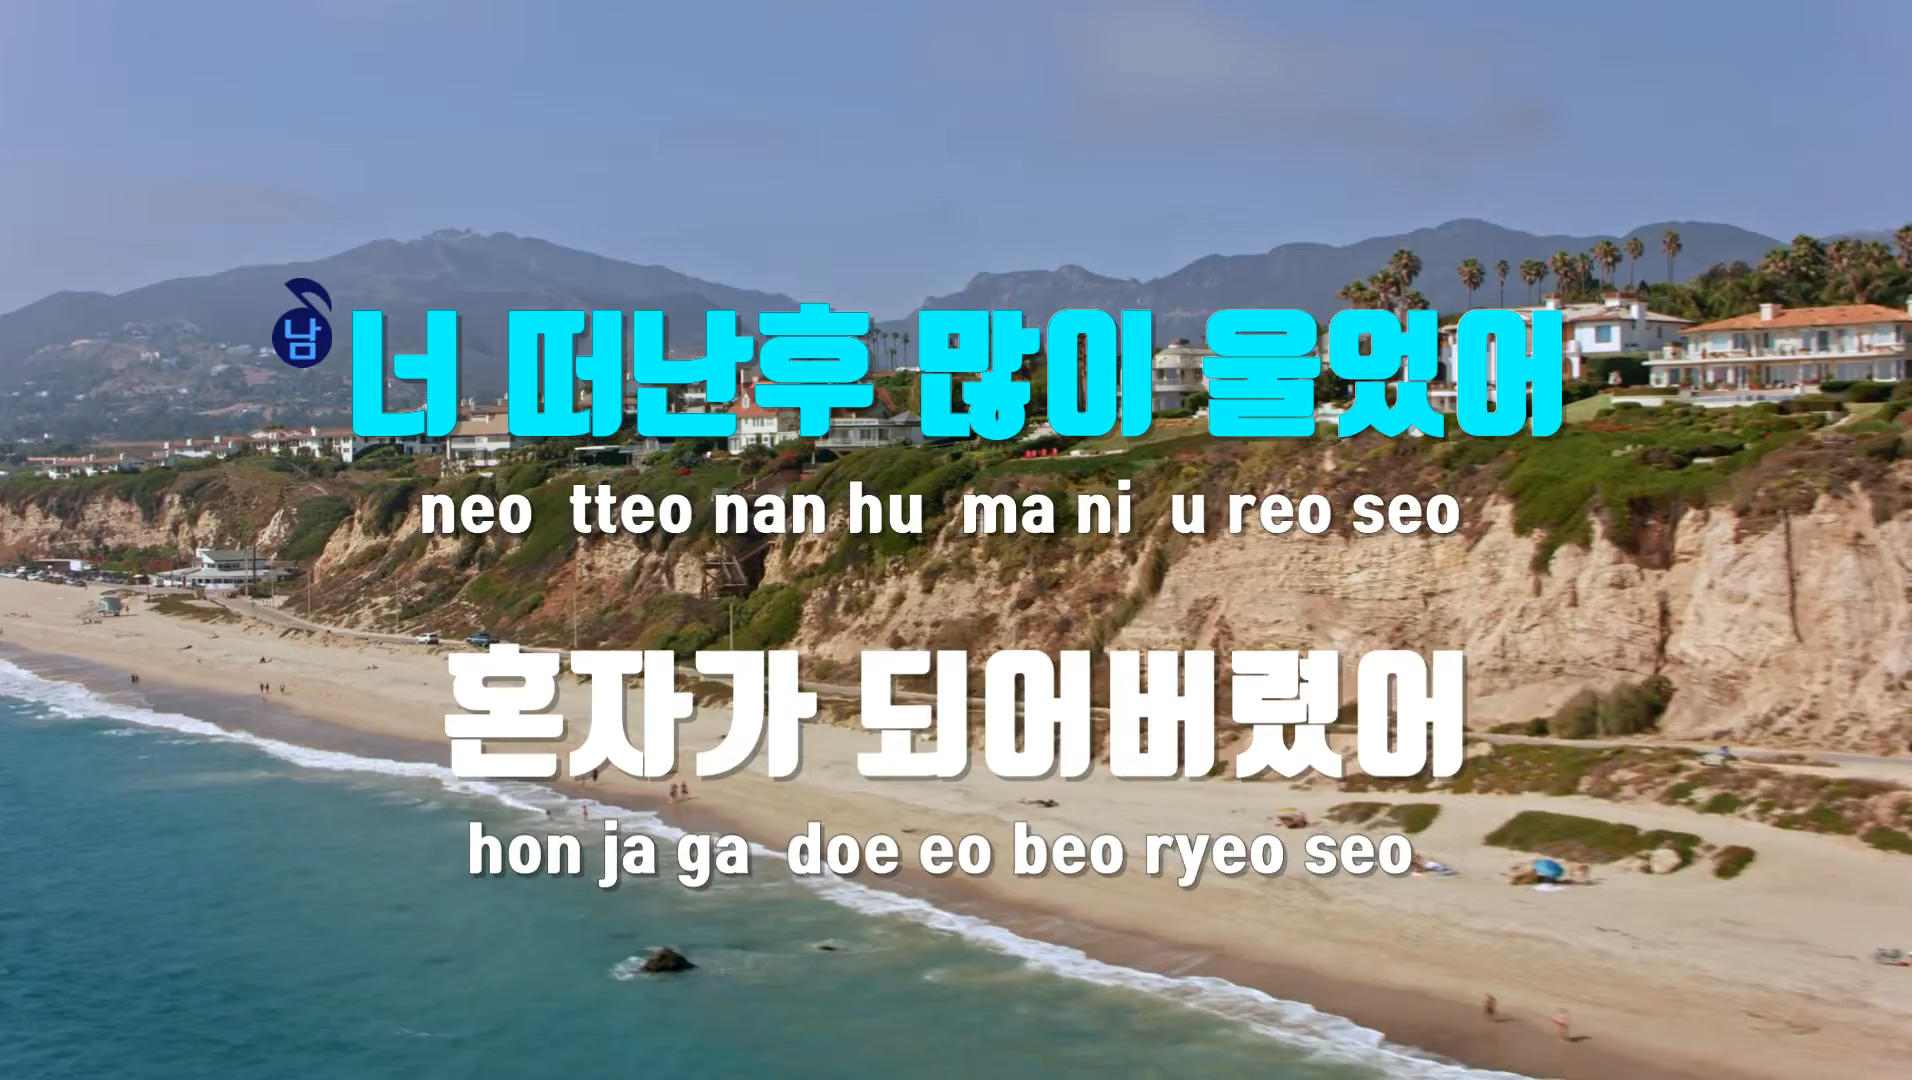 남 너 떠난후 많이 울었어
neo tteo nan hu ma ni u reo seo
혼자가 되어버렸어
hon ja ga doe eo beo ryeo seo